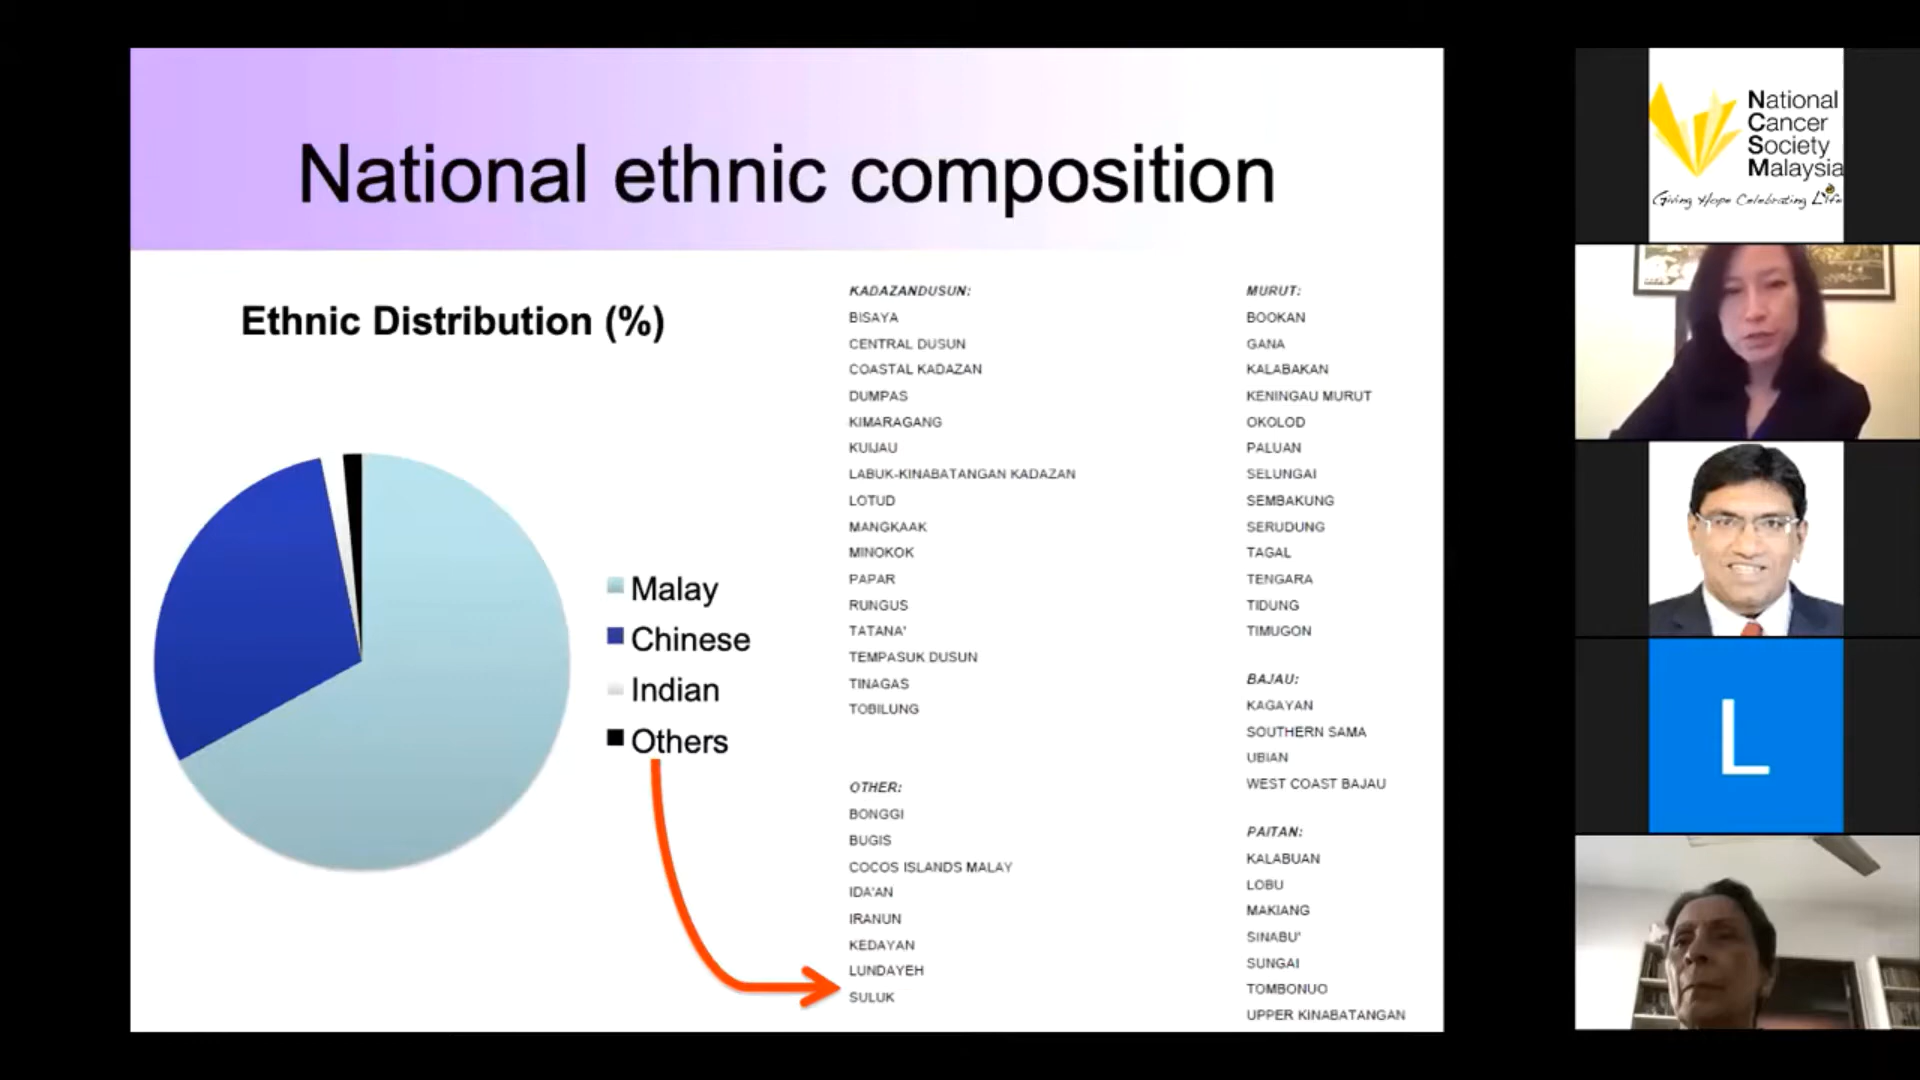 National ethnic composition
Ethnic Distribution (%)
Malay
Chinese
Indian
Others
KADAZANDUSUN:
BISAYA
CENTRAL DUSUN
COASTAL KADAZAN
DUMPAS
KIMARAGANG
KUIJAU
LABUK-KINABATANGAN KADAZAN
LOTUD
MANGKAAK
MINOKOK
PAPAR
RUNGUS
TATANA'
TEMPASUK DUSUN
TINAGAS
TOBILUNG
OTHER:
BONGGI
BUGIS
COCOS ISLANDS MALAY
IDA'AN
IRANUN
KEDAYAN
LUNDAYEH
SULUK
MURUT:
BOOKAN
GANA
KALABAKAN
KENINGAU MURUT
OKOLOD
PALUAN
SELUNGAI
SEMBAKUNG
SERUDUNG
TAGAL
TENGARA
TIDUNG
TIMUGON
BAJAU:
KAGAYAN
SOUTHERN SAMA
UBIAN
WEST COAST BAJAU
PAITAN:
KALABUAN
LOBU
MAKIANG
SINABU'
SUNGAI
TOMBONUO
UPPER KINABATANGAN
National
Cancer
Society
Malaysia
Giving Hope Celebrating Life
L